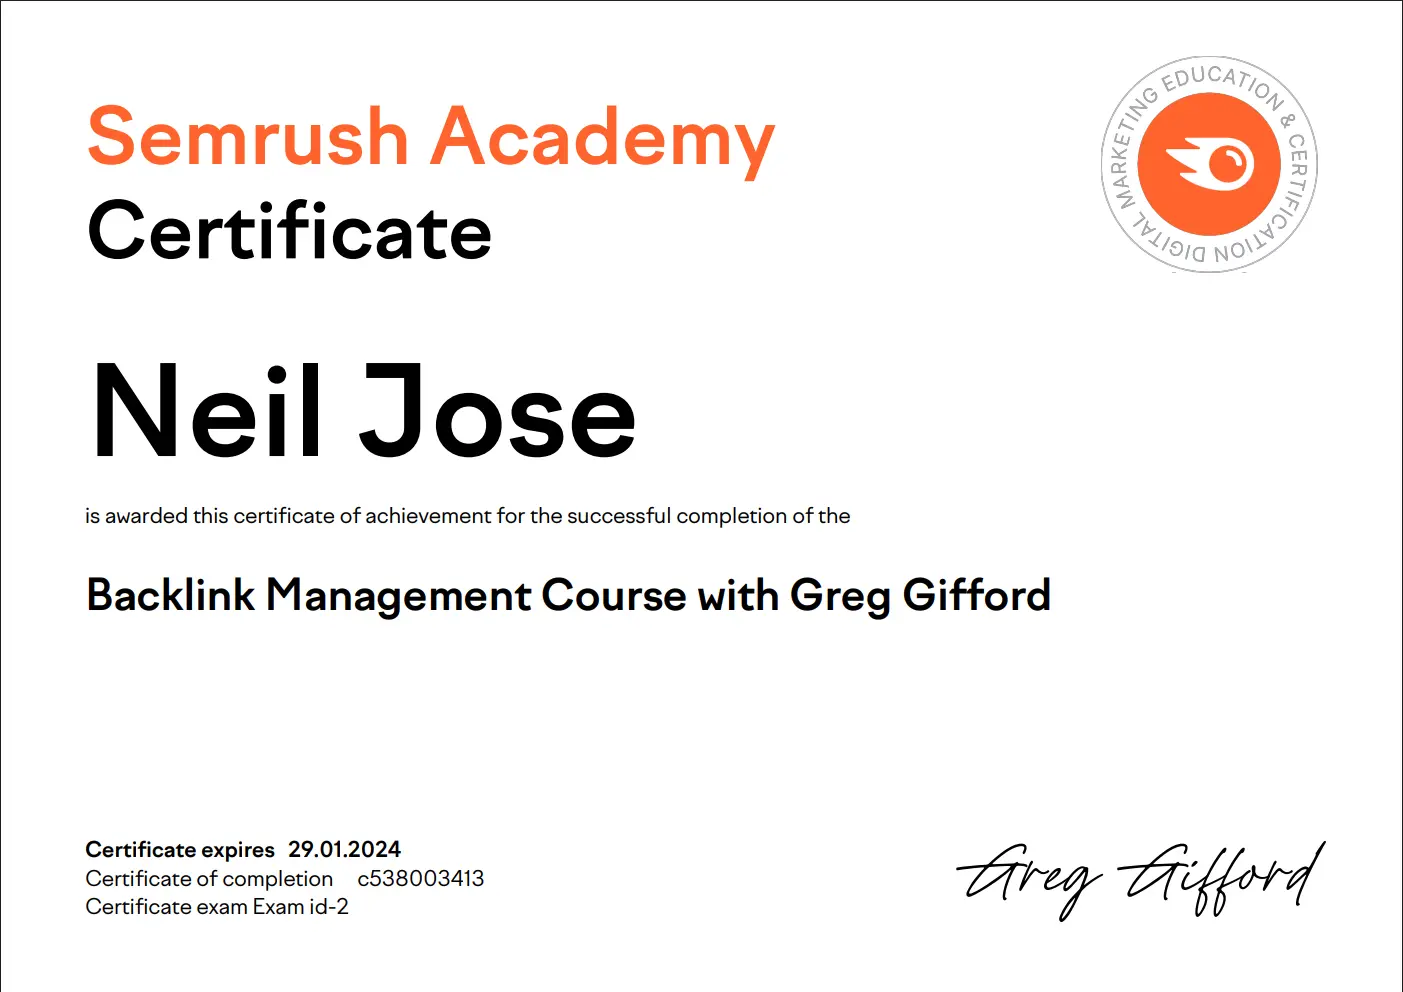 Semrush Academy
Certificate
DIGITAL MARKETING EDUCATION & CERTIFICATION
Neil Jose
is awarded this certificate of achievement for the successful completion of the
Backlink Management Course with Greg Gifford
Certificate expires 29.01.2024
Certificate of completion c538003413
Certificate exam Exam id-2
Greg Gifford